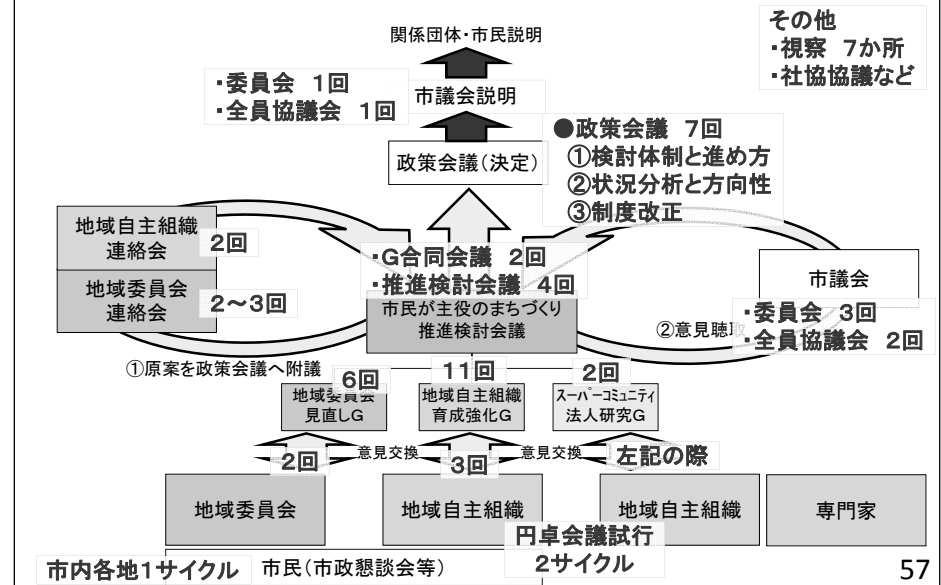 関係団体・市民説明
その他
・視察 7か所
・社協協議など
・委員会 1回
・全員協議会 1回
市議会説明
●政策会議 7回
①検討体制と進め方
②状況分析と方向性
③制度改正
政策会議(決定)
地域自主組織
連絡会
2回
地域委員会
連絡会
2～3回
・G合同会議 2回
・推進検討会議 4回
市民が主役のまちづくり
推進検討会議
市議会
・委員会 3回
・全員協議会 2回
②意見聴取
①原案を政策会議へ附議
6回
11回
2回
地域委員会
見直しG
地域自主組織
育成強化G
スーパーコミュニティ
法人研究G
2回
意見交換
3回
意見交換
左記の際
地域委員会
地域自主組織
地域自主組織
専門家
円卓会議試行
2サイクル
市内各地1サイクル
市民(市政懇談会等)
57